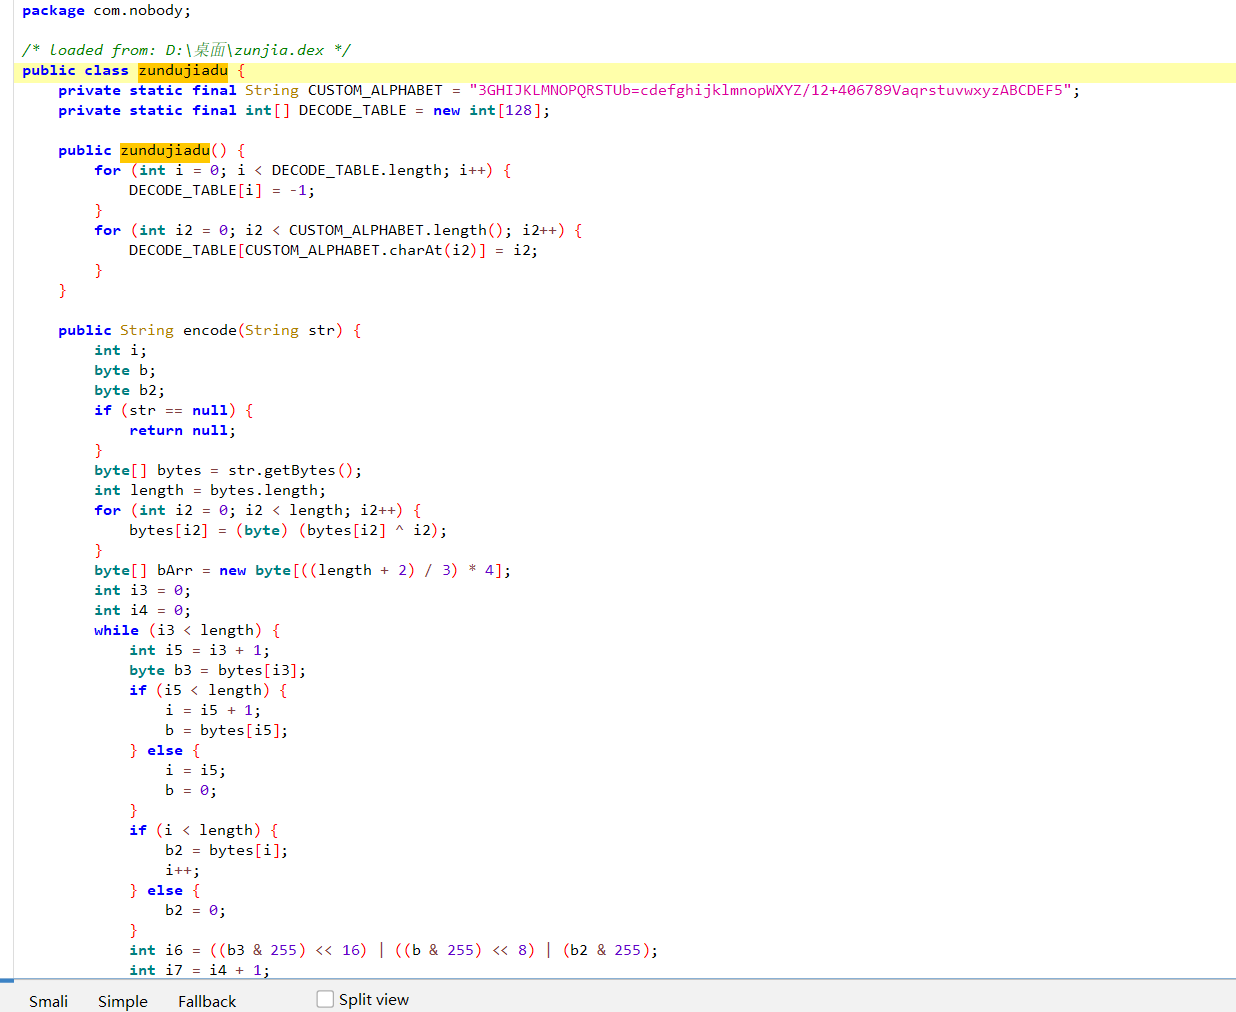 package com.nobody;
/* loaded from: D:\桌面\zunjia.dex */
public class zundujiadu {
private static final String CUSTOM_ALPHABET = "3GHIJKLMNOPQRSTUb=cdefghijklmnopWXYZ/12+406789VaqrstuvwxyzABCDEF5";
private static final int[] DECODE_TABLE = new int[128];
public zundujiadu() {
for (int i = 0; i < DECODE_TABLE.length; i++) {
DECODE_TABLE[i] = -1;
}
for (int i2 = 0; i2 < CUSTOM_ALPHABET.length(); i2++) {
DECODE_TABLE[CUSTOM_ALPHABET.charAt(i2)] = i2;
}
}
public String encode(String str) {
int i;
byte b;
byte b2;
if (str == null) {
return null;
}
byte[] bytes = str.getBytes();
int length = bytes.length;
for (int i2 = 0; i2 < length; i2++) {
bytes[i2] = (byte) (bytes[i2] ^ i2);
}
byte[] bArr = new byte[((length + 2) / 3) * 4];
int i3 = 0;
int i4 = 0;
while (i3 < length) {
int i5 = i3 + 1;
byte b3 = bytes[i3];
if (i5 < length) {
i = i5 + 1;
b = bytes[i5];
} else {
i = i5;
b = 0;
}
if (i < length) {
b2 = bytes[i];
i++;
} else {
b2 = 0;
}
int i6 = ((b3 & 255) << 16) | ((b & 255) << 8) | (b2 & 255);
int i7 = i4 + 1;
Smali Simple Fallback Split view